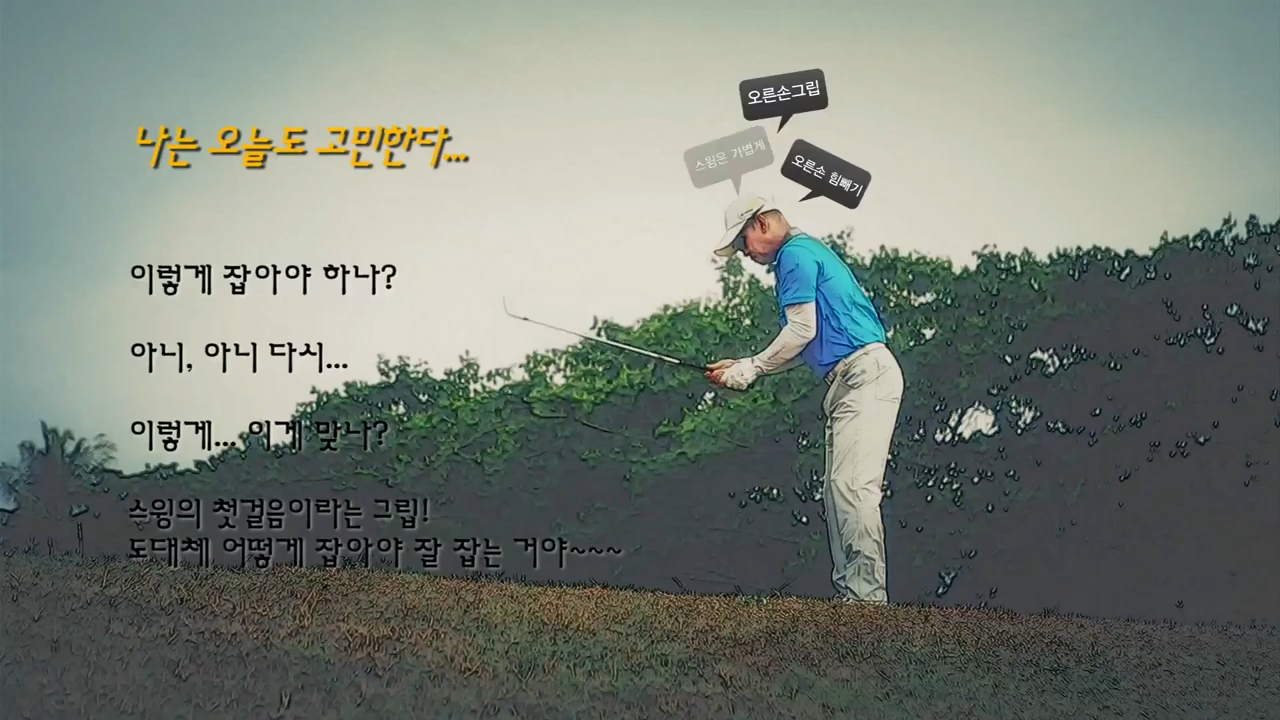 나는 오늘도 고민한다...
오른손그립
스윙은 가볍게
오른손 힘빼기
이렇게 잡아야 하나?
아니, 아니 다시...
이렇게... 이게 맞나?
스윙의 첫걸음이라는 그립!
도대체 어떻게 잡아야 잘 잡는 거야~~~